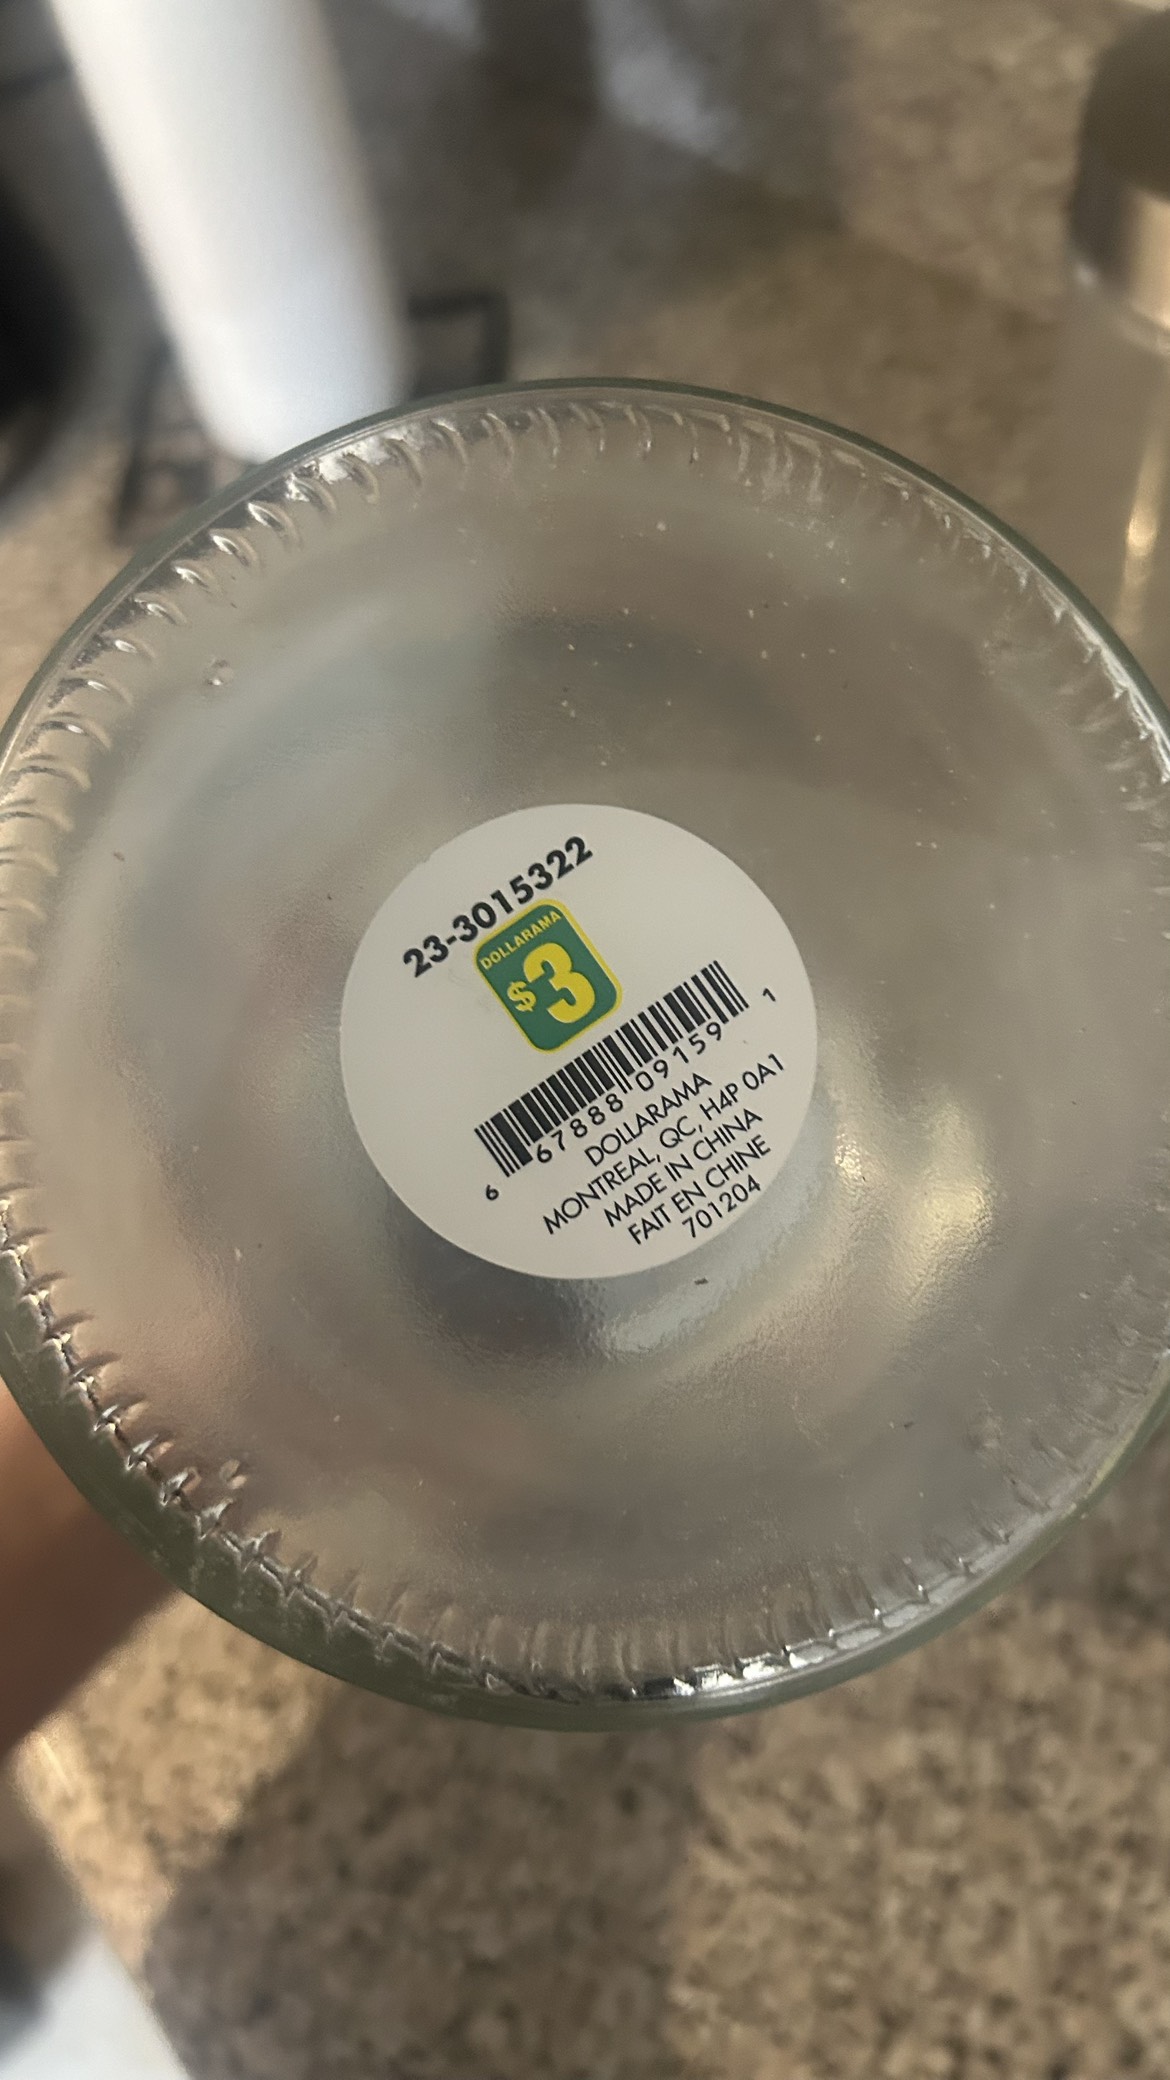 23-3015322
DOLLARAMA
$3
6 67888 09159 1
DOLLARAMA
MONTREAL, QC, H4P 0A1
MADE IN CHINA
FAIT EN CHINE
701204